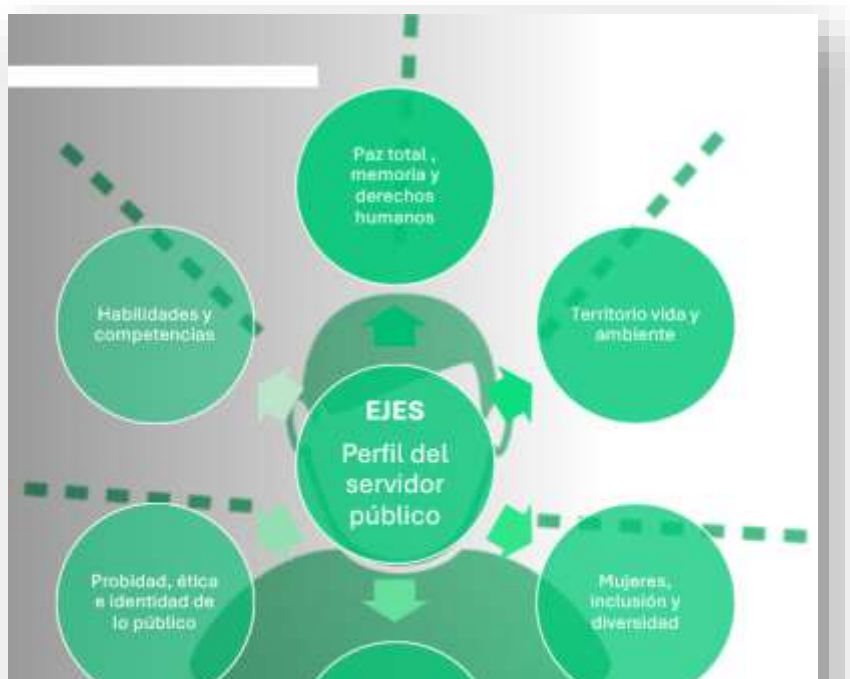 Paz total ,
memoria y
derechos
humanos
Habilidades y
competencias
Territorio vida y
ambiente
EJES
Perfil del
servidor
público
Probidad, ética
e identidad de
lo público
Mujeres,
inclusión y
diversidad